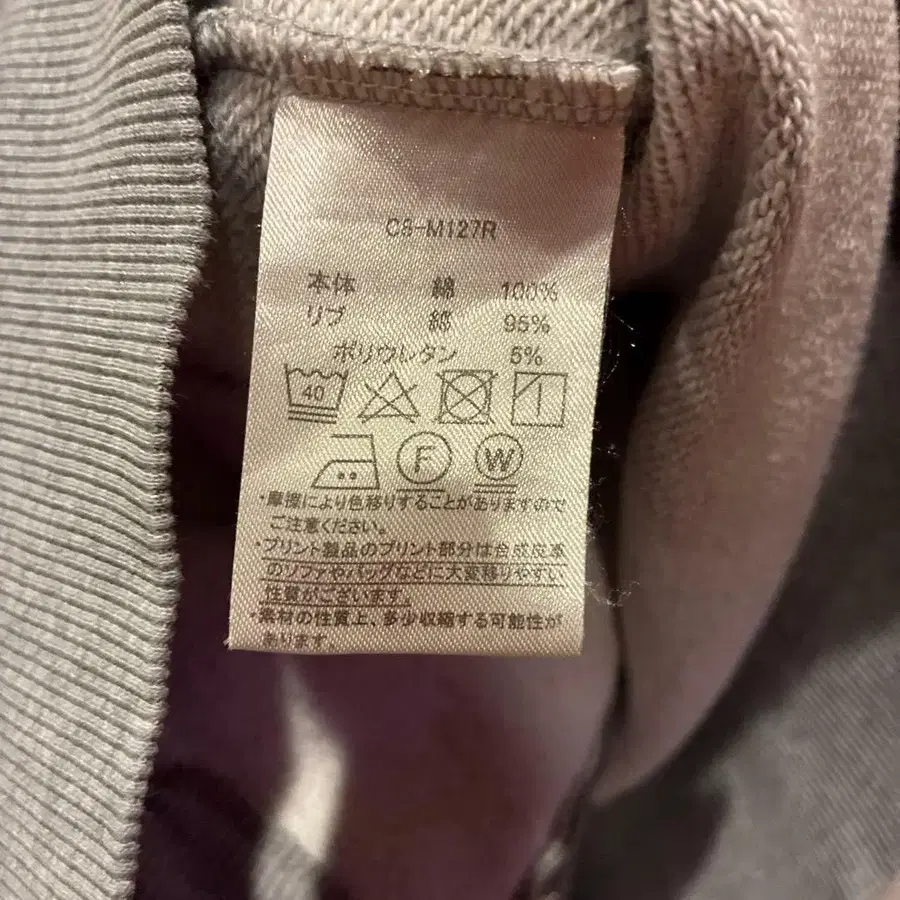 C3-M127R
本体 綿 100%
リブ 綿 95%
ポリウレタン 5%
40
F W
・摩擦により色移りすることがありますので
ご注意ください。
・プリント製品のプリント部分は合成皮革
のソファやバッグなどに大変移りやすい
性質がございます。
・素材の性質上、多少収縮する可能性が
あります。